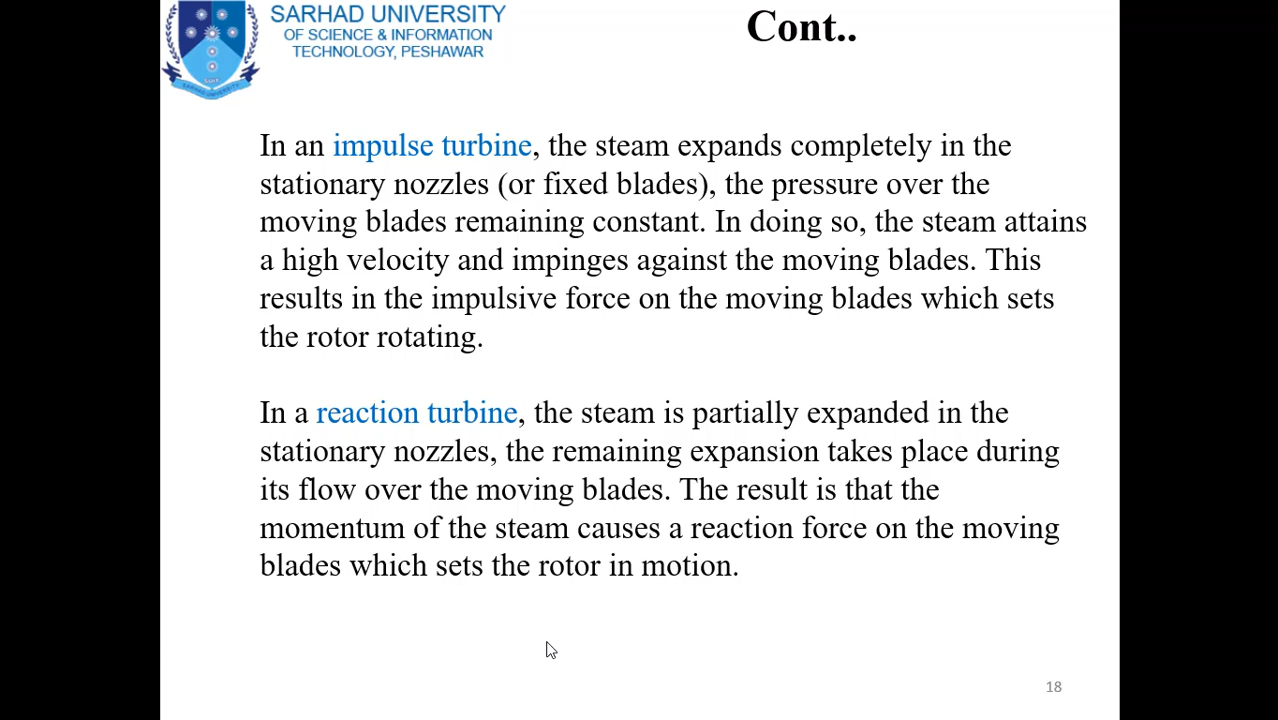 SARHAD UNIVERSITY
OF SCIENCE & INFORMATION
TECHNOLOGY, PESHAWAR
Cont..
In an impulse turbine, the steam expands completely in the
stationary nozzles (or fixed blades), the pressure over the
moving blades remaining constant. In doing so, the steam attains
a high velocity and impinges against the moving blades. This
results in the impulsive force on the moving blades which sets
the rotor rotating.
In a reaction turbine, the steam is partially expanded in the
stationary nozzles, the remaining expansion takes place during
its flow over the moving blades. The result is that the
momentum of the steam causes a reaction force on the moving
blades which sets the rotor in motion.
18